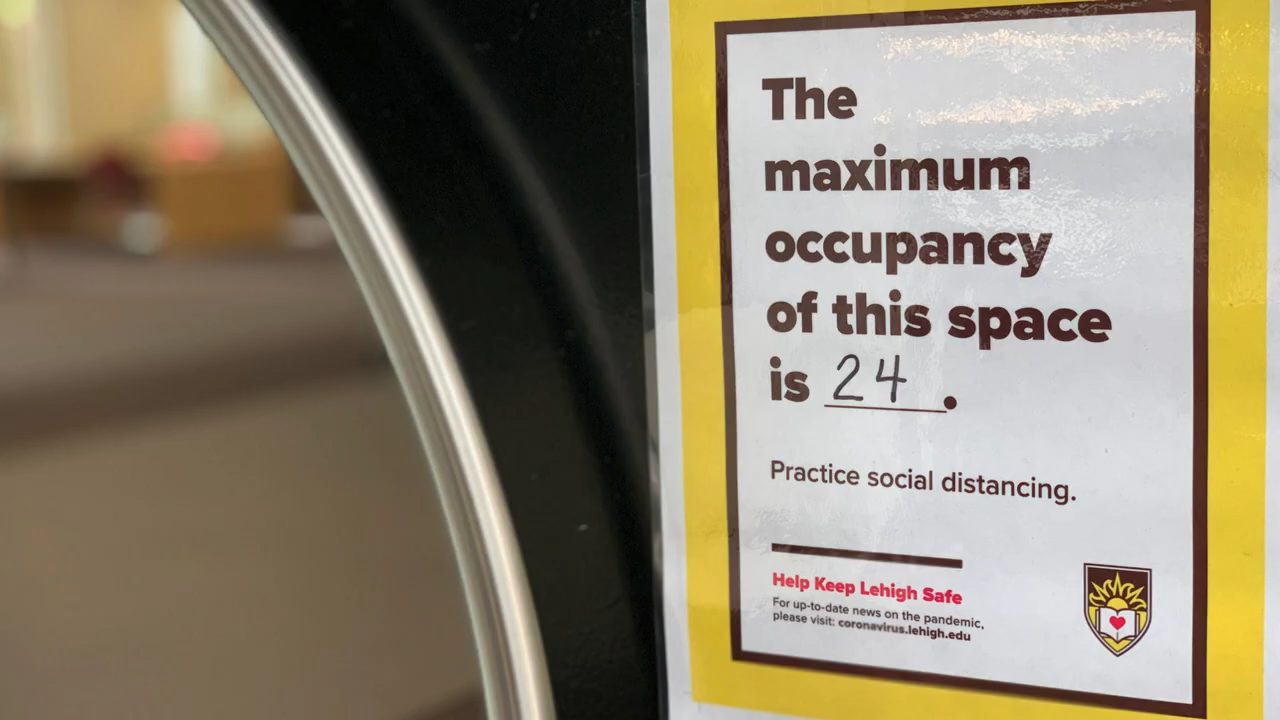 The
maximum
occupancy
of this space
is 24.
Practice social distancing.
Help Keep Lehigh Safe
For up-to-date news on the pandemic,
please visit: coronavirus.lehigh.edu